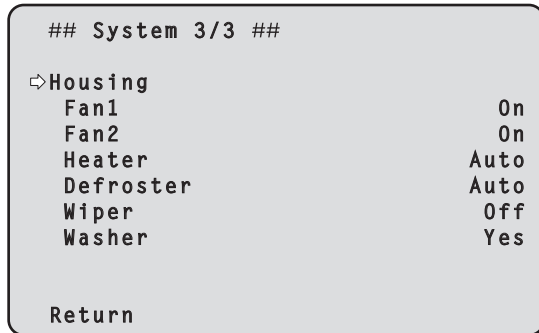 ## System 3/3 ##
⇨Housing
Fan1 On
Fan2 On
Heater Auto
Defroster Auto
Wiper Off
Washer Yes
Return